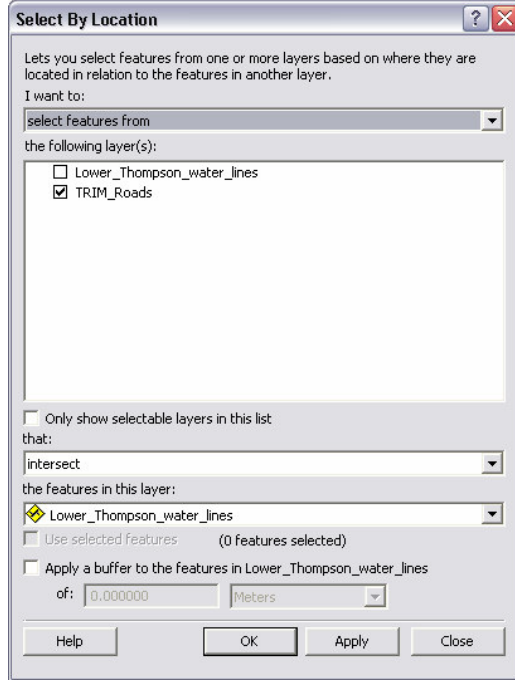 Select By Location
Lets you select features from one or more layers based on where they are
located in relation to the features in another layer.
I want to:
select features from
the following layer(s):
Lower_Thompson_water_lines
TRIM_Roads
Only show selectable layers in this list
that:
intersect
the features in this layer:
Lower_Thompson_water_lines
Use selected features (0 features selected)
Apply a buffer to the features in Lower_Thompson_water_lines
of: 0.000000 Meters
Help OK Apply Close